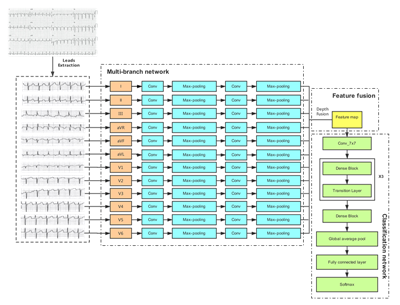 Leads
Extraction
Multi-branch network
I Conv Max-pooling Conv Max-pooling
II Conv Max-pooling Conv Max-pooling
III Conv Max-pooling Conv Max-pooling
aVR Conv Max-pooling Conv Max-pooling
aVF Conv Max-pooling Conv Max-pooling
aVL Conv Max-pooling Conv Max-pooling
V1 Conv Max-pooling Conv Max-pooling
V2 Conv Max-pooling Conv Max-pooling
V3 Conv Max-pooling Conv Max-pooling
V4 Conv Max-pooling Conv Max-pooling
V5 Conv Max-pooling Conv Max-pooling
V6 Conv Max-pooling Conv Max-pooling
Feature fusion
Depth
fusion
Feature map
Conv_7x7
Dense Block
X3
Transition Layer
Dense Block
Global average pool
Fully connected layer
Softmax
Classification network